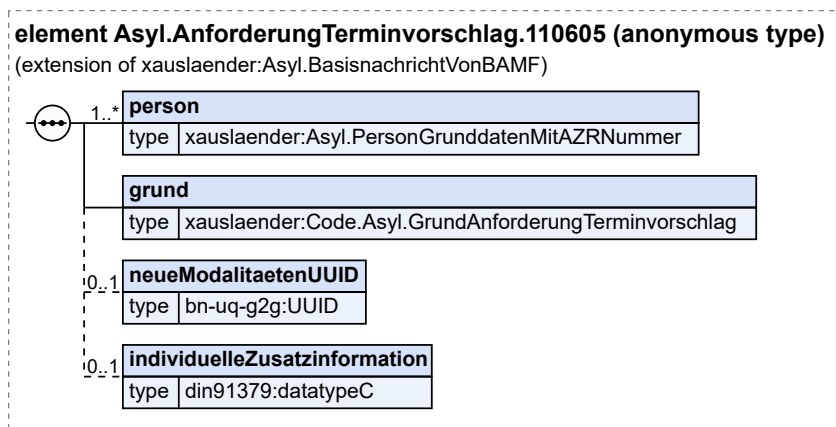 element Asyl.AnforderungTerminvorschlag.110605 (anonymous type)
(extension of xauslaender:Asyl.BasisnachrichtVonBAMF)
1..* person
type xauslaender:Asyl.PersonGrunddatenMitAZRNummer
grund
type xauslaender:Code.Asyl.GrundAnforderungTerminvorschlag
0..1 neueModalitaetenUUID
type bn-uq-g2g:UUID
0..1 individuelleZusatzinformation
type din91379:datatypeC